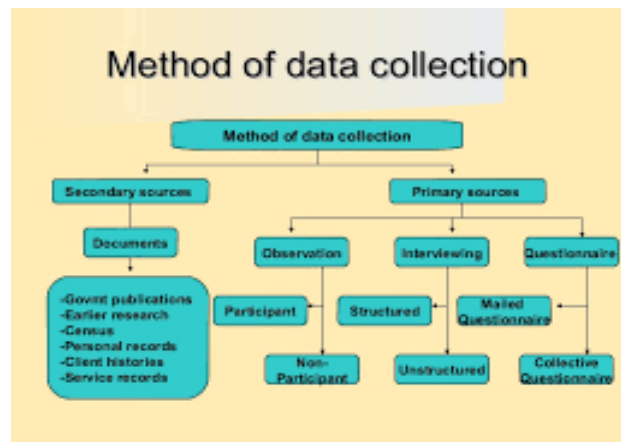 Method of data collection
Method of data collection
Secondary sources
Primary sources
Documents
Observation
Interviewing
Questionnaire
-Govmt publications
-Earlier research
-Census
-Personal records
-Client histories
-Service records
Participant
Structured
Mailed
Questionnaire
Non-
Participant
Unstructured
Collective
Questionnaire